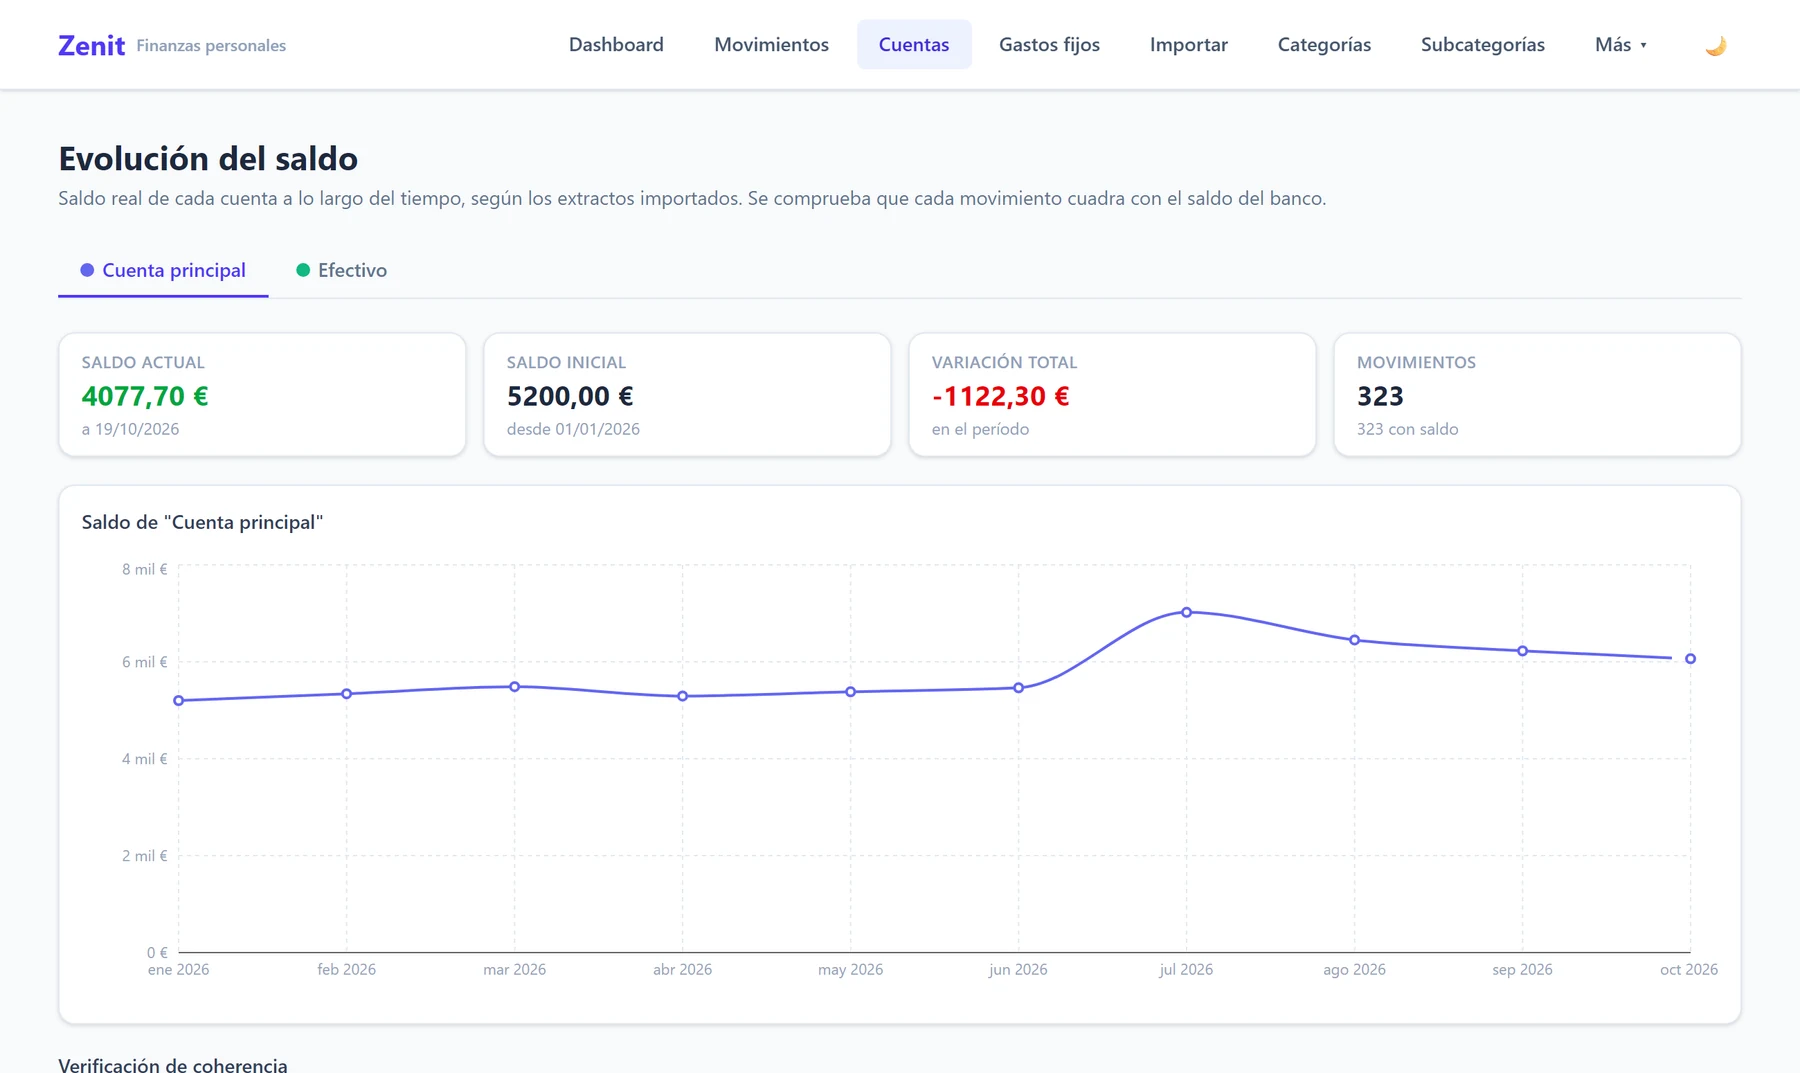 Zenit Finanzas personales
Dashboard
Movimientos
Cuentas
Gastos fijos
Importar
Categorías
Subcategorías
Más
Evolución del saldo
Saldo real de cada cuenta a lo largo del tiempo, según los extractos importados. Se comprueba que cada movimiento cuadra con el saldo del banco.
Cuenta principal
Efectivo
SALDO ACTUAL
4077,70 €
a 19/10/2026
SALDO INICIAL
5200,00 €
desde 01/01/2026
VARIACIÓN TOTAL
-1122,30 €
en el período
MOVIMIENTOS
323
323 con saldo
Saldo de "Cuenta principal"
8 mil €
6 mil €
4 mil €
2 mil €
0 €
ene 2026
feb 2026
mar 2026
abr 2026
may 2026
jun 2026
jul 2026
ago 2026
sep 2026
oct 2026
Verificación de coherencia